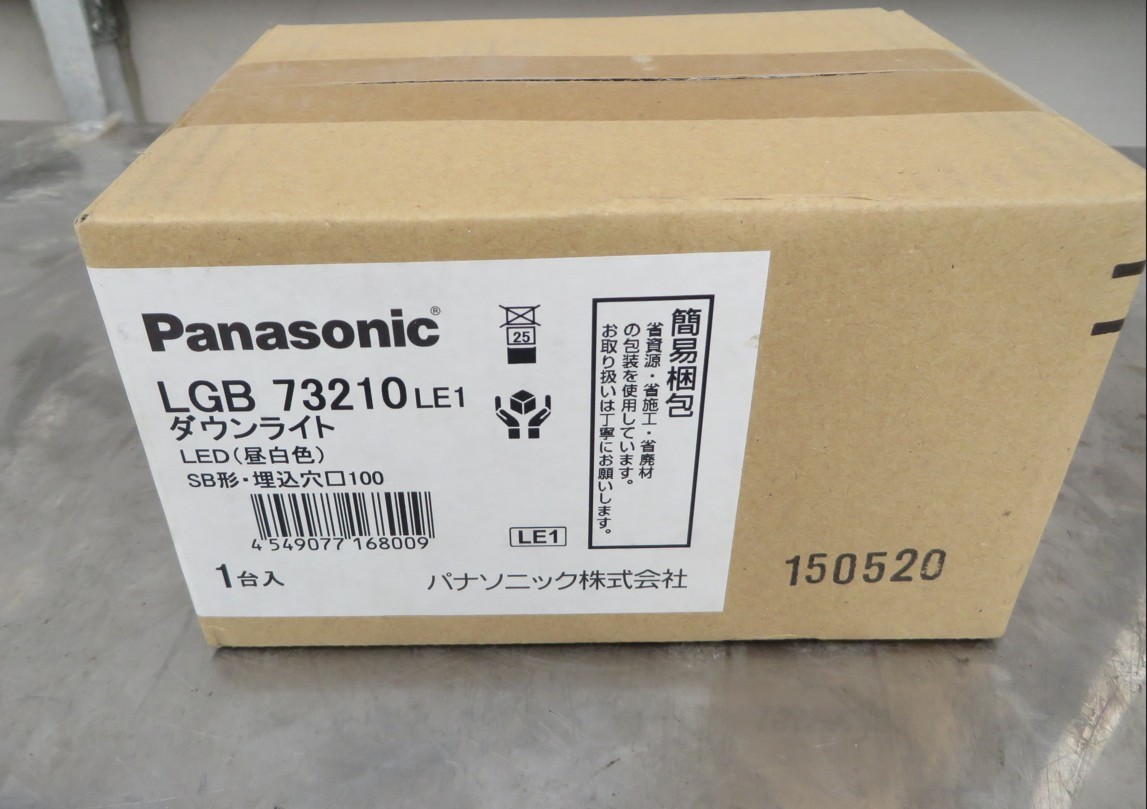 Panasonic®
LGB 73210 LE1
ダウンライト
LED(昼白色)
SB形・埋込穴□100
4 549077 168009
1台入
25
LE1
パナソニック株式会社
簡易梱包
省資源・省施工・省廃材
の包装を使用しています。
お取り扱いは丁寧にお願いします。
150520